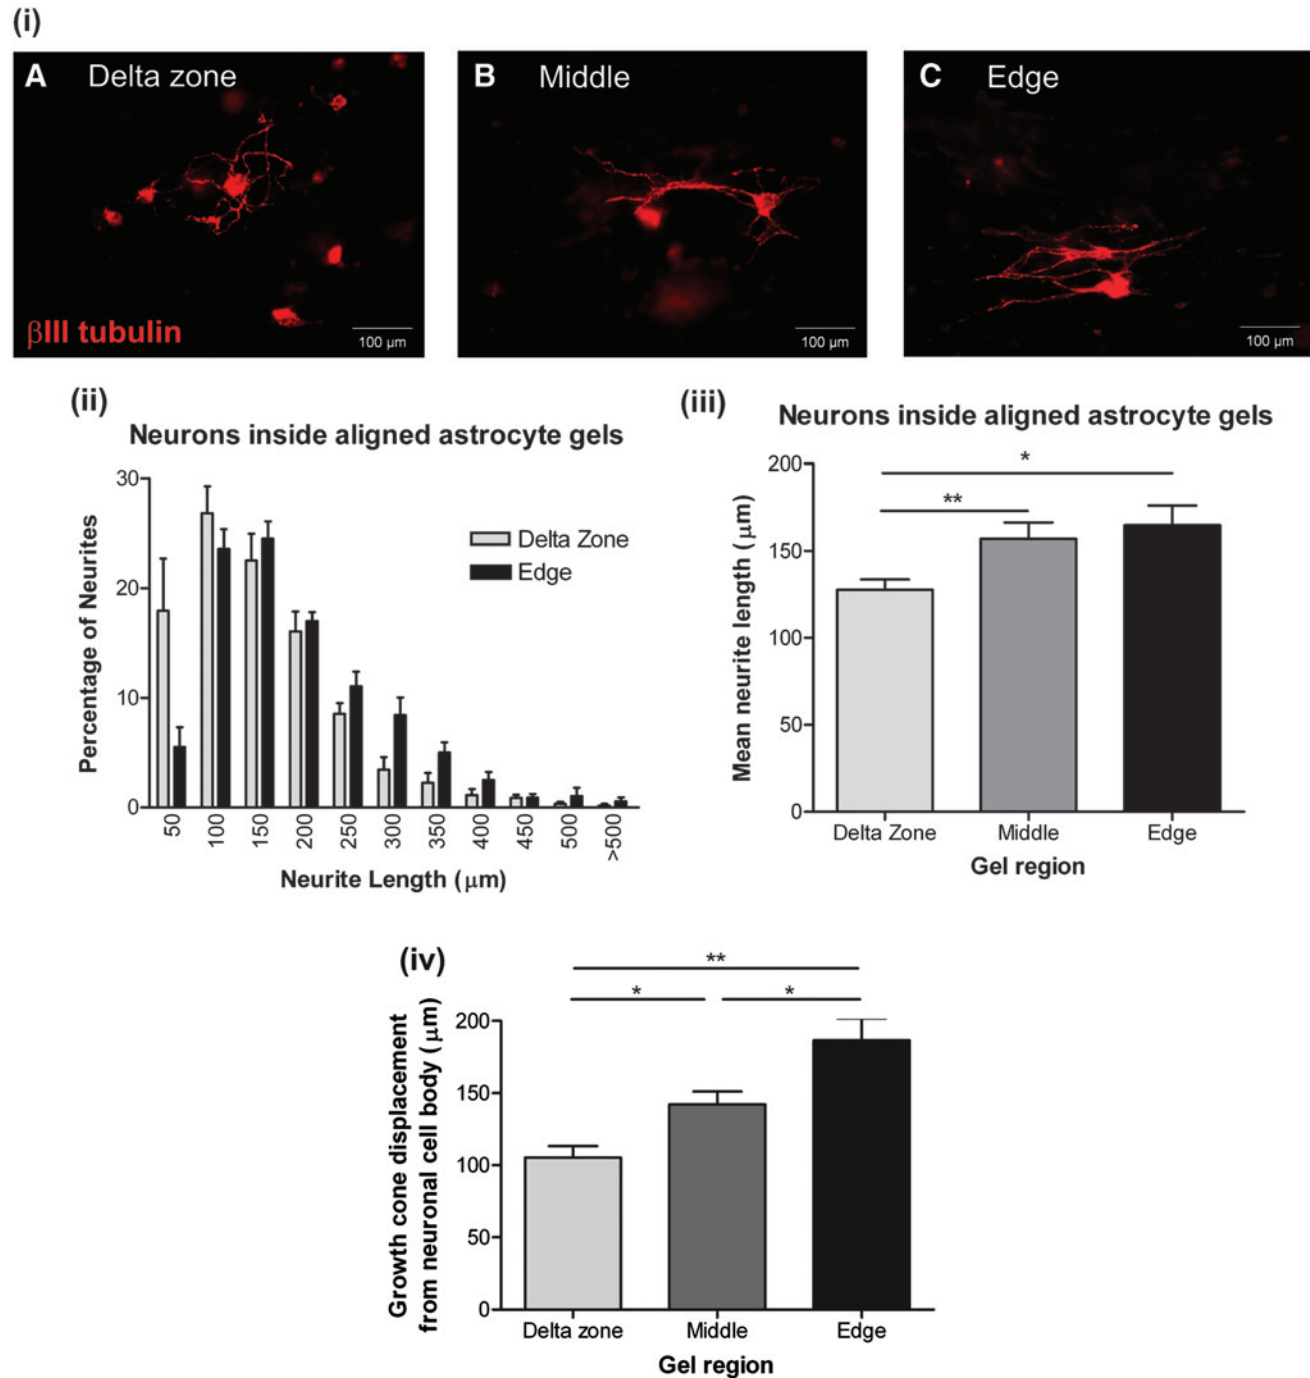 (i)
A Delta zone
B Middle
C Edge
βIII tubulin
100 µm
100 µm
100 µm
(ii)
Neurons inside aligned astrocyte gels
30
20
10
0
Percentage of Neurites
Delta Zone
Edge
50
100
150
200
250
300
350
400
450
500
>500
Neurite Length (µm)
(iii)
Neurons inside aligned astrocyte gels
*
**
200
150
100
50
0
Mean neurite length (µm)
Delta Zone
Middle
Edge
Gel region
(iv)
**
*
*
200
150
100
50
0
Growth cone displacement
from neuronal cell body (µm)
Delta zone
Middle
Edge
Gel region